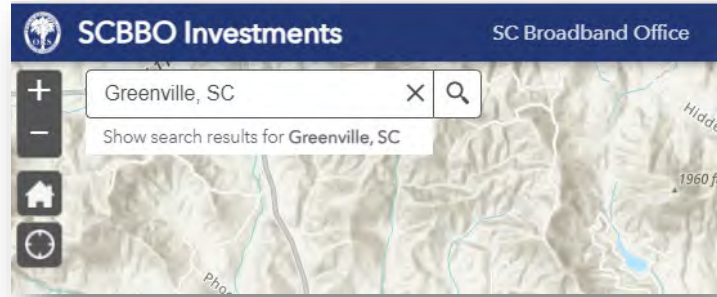 SCBBO Investments
SC Broadband Office
Greenville, SC
Show search results for Greenville, SC
1960 f